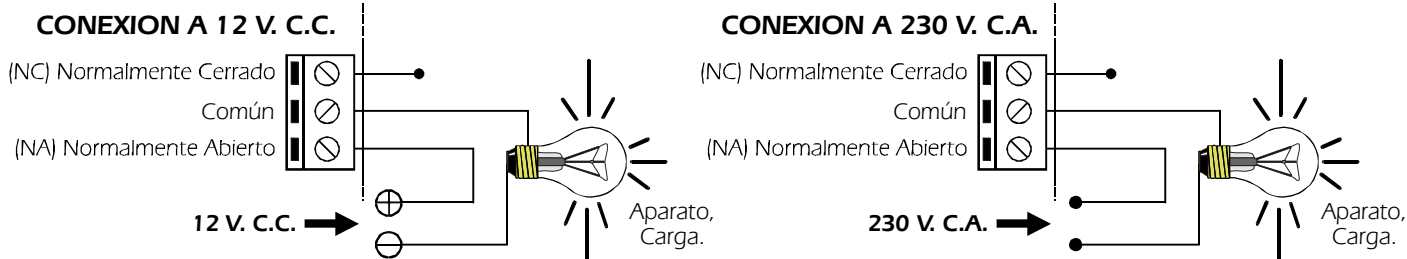 CONEXION A 12 V. C.C.
(NC) Normalmente Cerrado
Común
(NA) Normalmente Abierto
12 V. C.C.
Aparato,
Carga.
CONEXION A 230 V. C.A.
(NC) Normalmente Cerrado
Común
(NA) Normalmente Abierto
230 V. C.A.
Aparato,
Carga.